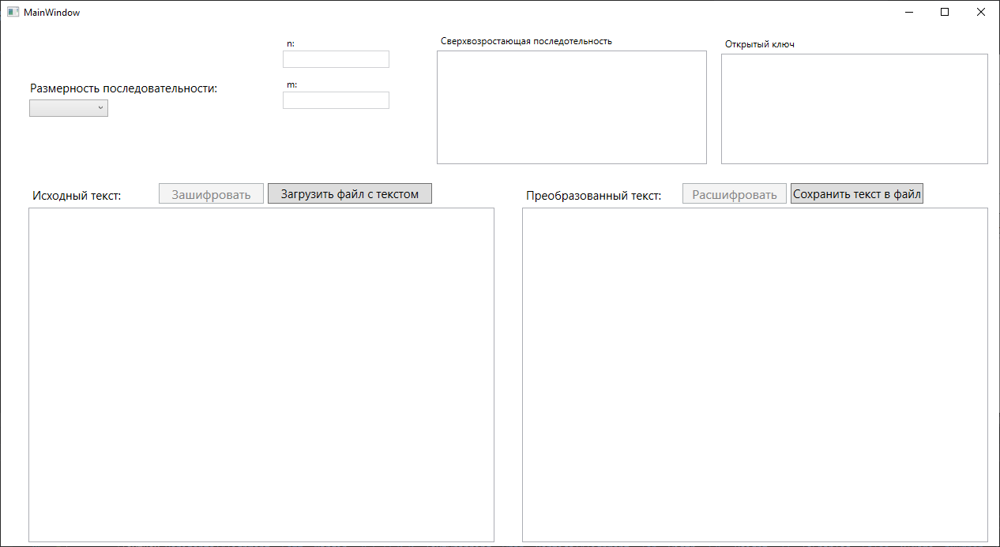 MainWindow
n:
Сверхвозростающая последотельность
Открытый ключ
Размерность последовательности:
m:
Исходный текст:
Зашифровать
Загрузить файл с текстом
Преобразованный текст:
Расшифровать
Сохранить текст в файл